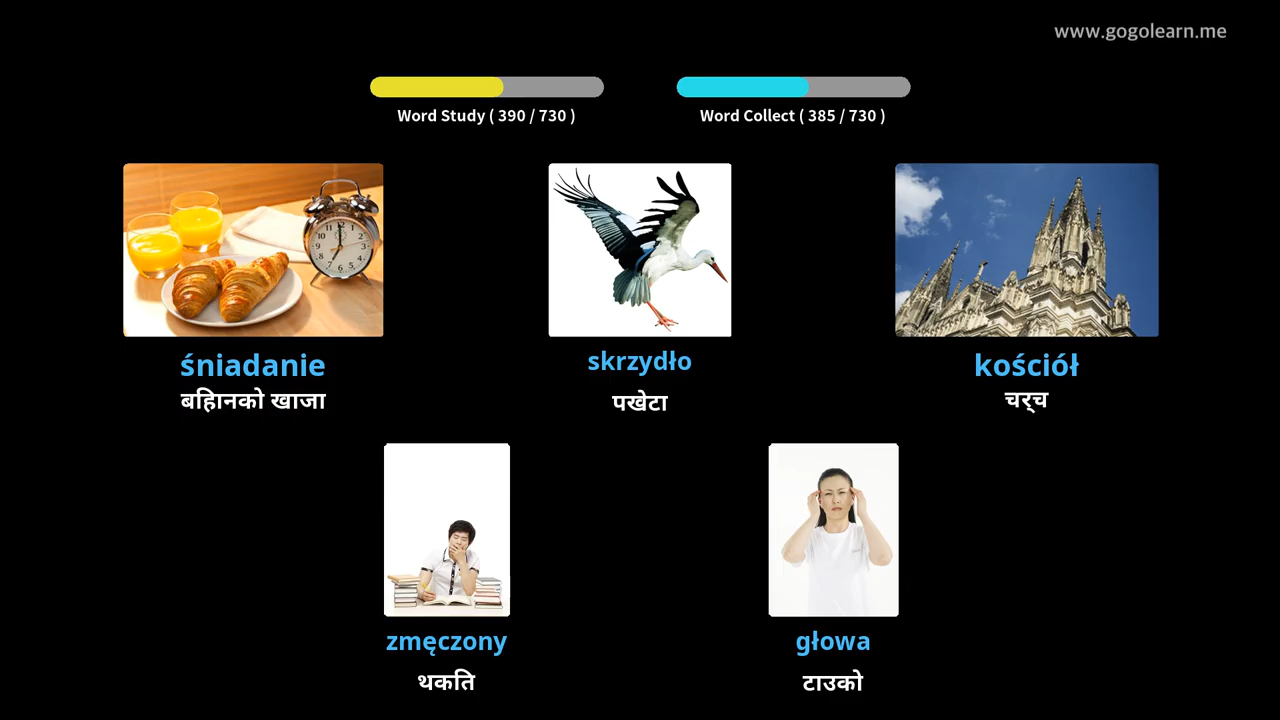 www.gogolearn.me
Word Study ( 390 / 730 )
Word Collect ( 385 / 730 )
śniadanie
skrzydło
kościół
बिहानको खाजा
पखेटा
चर्च
zmęczony
głowa
थकित
टाउको